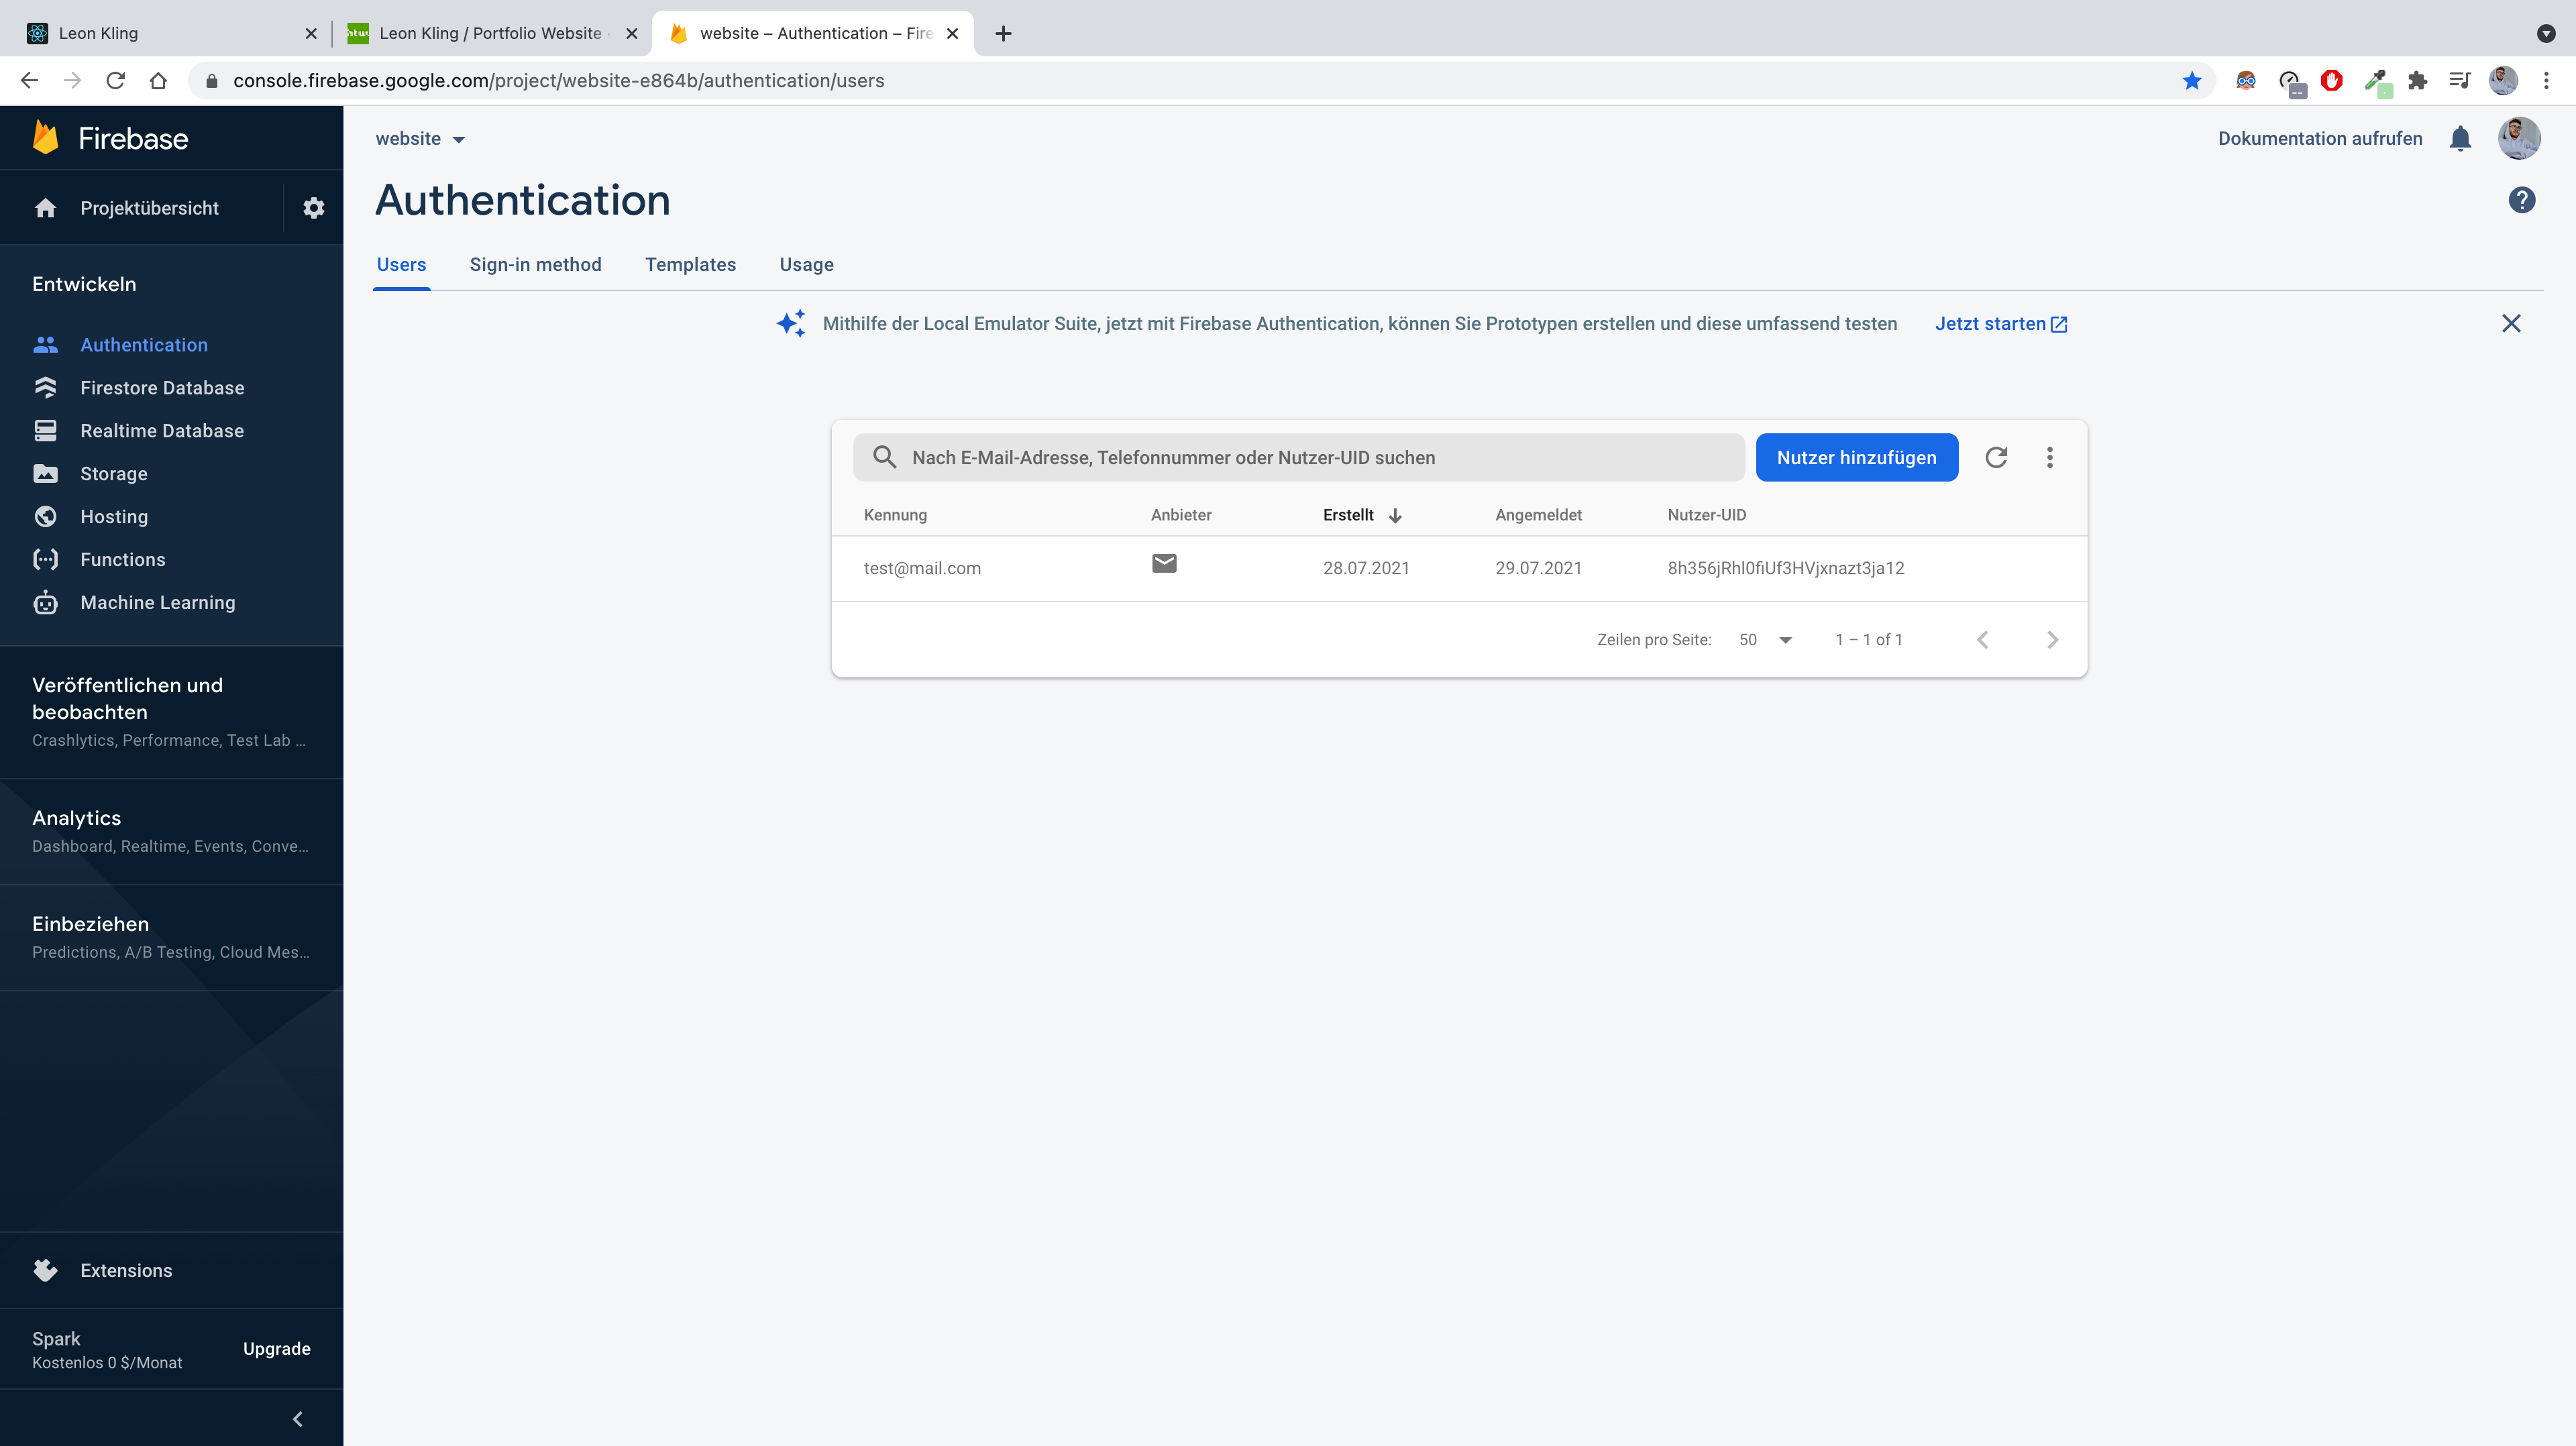 Leon Kling
Leon Kling / Portfolio Website
website – Authentication – Fire
console.firebase.google.com/project/website-e864b/authentication/users
Firebase
website
Dokumentation aufrufen
Projektübersicht
Authentication
Users Sign-in method Templates Usage
Mithilfe der Local Emulator Suite, jetzt mit Firebase Authentication, können Sie Prototypen erstellen und diese umfassend testen Jetzt starten
Entwickeln
Authentication
Firestore Database
Realtime Database
Storage
Hosting
Functions
Machine Learning
Veröffentlichen und
beobachten
Crashlytics, Performance, Test Lab ...
Analytics
Dashboard, Realtime, Events, Conve...
Einbeziehen
Predictions, A/B Testing, Cloud Mes...
Extensions
Spark
Kostenlos 0 $/Monat
Upgrade
Nach E-Mail-Adresse, Telefonnummer oder Nutzer-UID suchen
Nutzer hinzufügen
Kennung Anbieter Erstellt Angemeldet Nutzer-UID
test@mail.com 28.07.2021 29.07.2021 8h356jRhl0fiUf3HVjxnazt3ja12
Zeilen pro Seite: 50 1 – 1 of 1